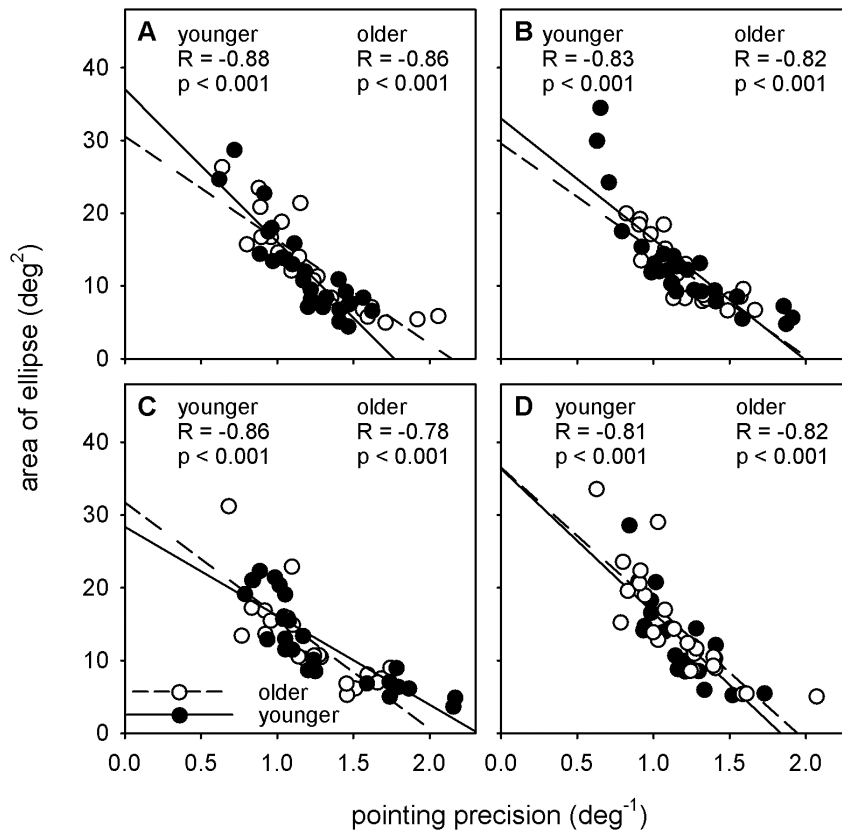 A younger older
R = -0.88 R = -0.86
p < 0.001 p < 0.001
B younger older
R = -0.83 R = -0.82
p < 0.001 p < 0.001
40
30
20
10
0
area of ellipse (deg²)
C younger older
R = -0.86 R = -0.78
p < 0.001 p < 0.001
D younger older
R = -0.81 R = -0.82
p < 0.001 p < 0.001
40
30
20
10
0
older
younger
0.0 0.5 1.0 1.5 2.0 0.0 0.5 1.0 1.5 2.0
pointing precision (deg⁻¹)